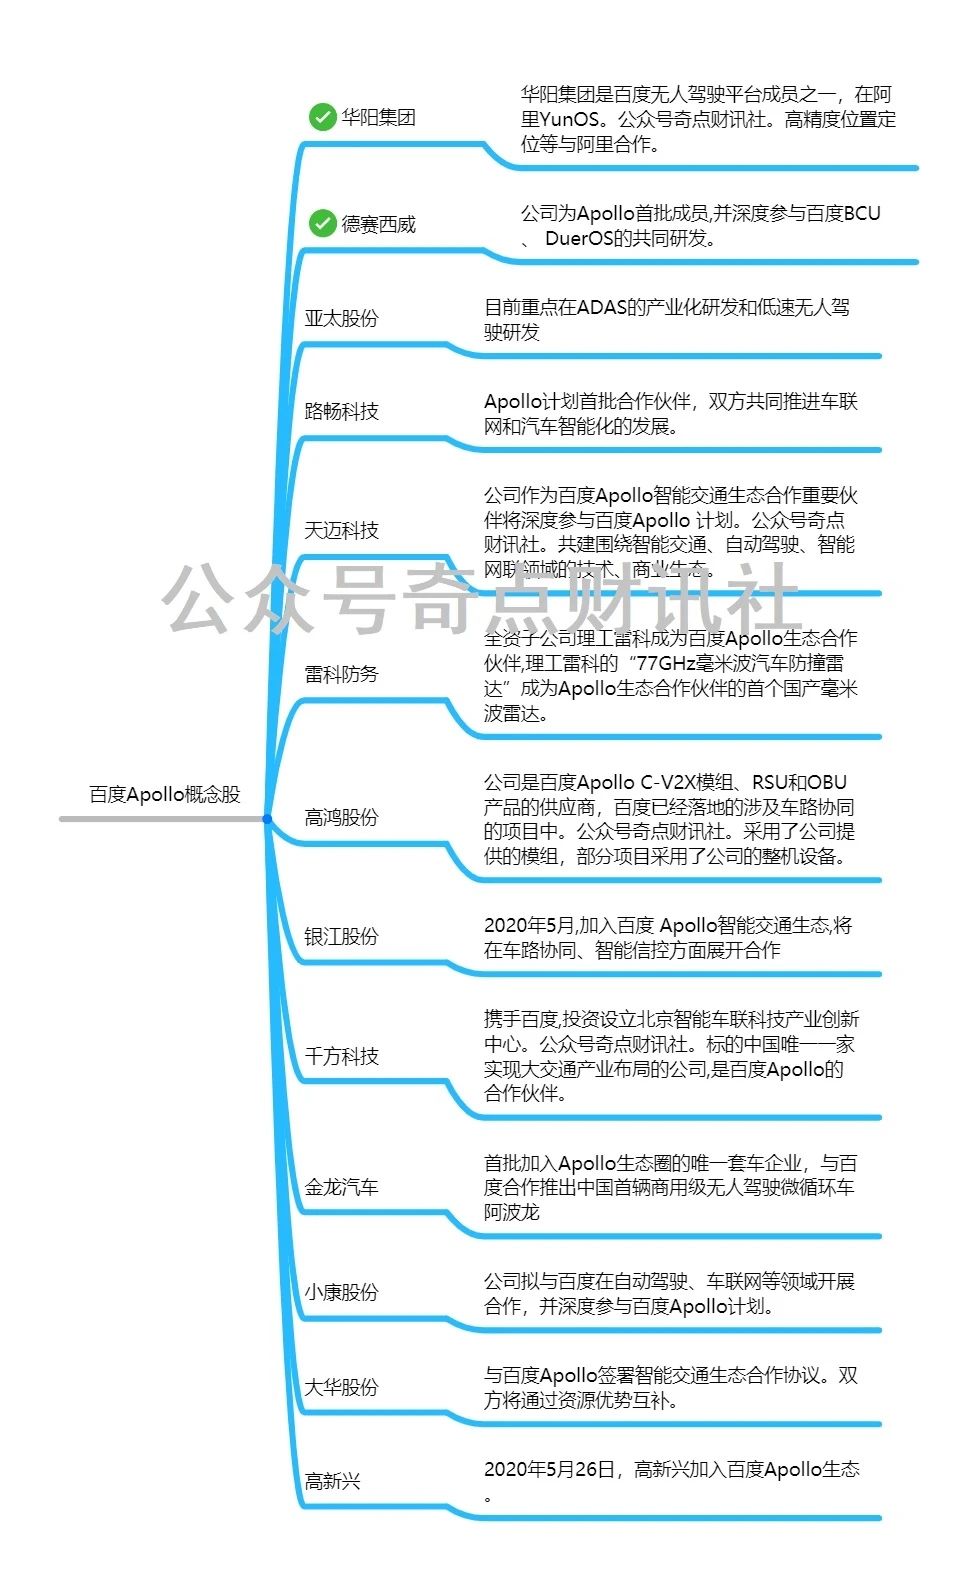 华阳集团
华阳集团是百度无人驾驶平台成员之一，在阿
里YunOS。公众号奇点财讯社。高精度位置定
位等与阿里合作。
德赛西威
公司为Apollo首批成员,并深度参与百度BCU
、 DuerOS的共同研发。
亚太股份
目前重点在ADAS的产业化研发和低速无人驾
驶研发
路畅科技
Apollo计划首批合作伙伴，双方共同推进车联
网和汽车智能化的发展。
天迈科技
公司作为百度Apollo智能交通生态合作重要伙
伴将深度参与百度Apollo 计划。公众号奇点
财讯社。共建围绕智能交通、自动驾驶、智能
网联领域的技术、商业生态。
公众号奇点财讯社
雷科防务
全资子公司理工雷科成为百度Apollo生态合作
伙伴,理工雷科的“77GHz毫米波汽车防撞雷
达”成为Apollo生态合作伙伴的首个国产毫米
波雷达。
百度Apollo概念股
高鸿股份
公司是百度Apollo C-V2X模组、RSU和OBU
产品的供应商，百度已经落地的涉及车路协同
的项目中。公众号奇点财讯社。采用了公司提
供的模组，部分项目采用了公司的整机设备。
银江股份
2020年5月,加入百度 Apollo智能交通生态,将
在车路协同、智能信控方面展开合作
千方科技
携手百度,投资设立北京智能车联科技产业创新
中心。公众号奇点财讯社。标的中国唯一一家
实现大交通产业布局的公司,是百度Apollo的
合作伙伴。
金龙汽车
首批加入Apollo生态圈的唯一套车企业，与百
度合作推出中国首辆商用级无人驾驶微循环车
阿波龙
小康股份
公司拟与百度在自动驾驶、车联网等领域开展
合作，并深度参与百度Apollo计划。
大华股份
与百度Apollo签署智能交通生态合作协议。双
方将通过资源优势互补。
高新兴
2020年5月26日，高新兴加入百度Apollo生态
。